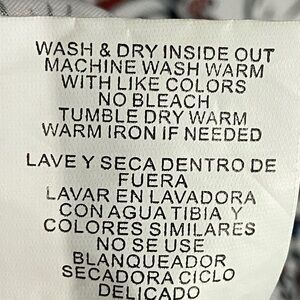 WASH & DRY INSIDE OUT
MACHINE WASH WARM
WITH LIKE COLORS
NO BLEACH
TUMBLE DRY WARM
WARM IRON IF NEEDED
LAVE Y SECA DENTRO DE
FUERA
LAVAR EN LAVADORA
CON AGUA TIBIA Y
COLORES SIMILARES
NO SE USE
BLANQUEADOR
SECADORA CICLO
DELICADO